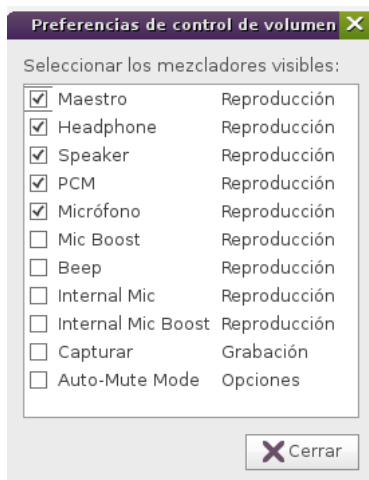 Preferencias de control de volumen
Seleccionar los mezcladores visibles:
Maestro Reproducción
Headphone Reproducción
Speaker Reproducción
PCM Reproducción
Micrófono Reproducción
Mic Boost Reproducción
Beep Reproducción
Internal Mic Reproducción
Internal Mic Boost Reproducción
Capturar Grabación
Auto-Mute Mode Opciones
Cerrar